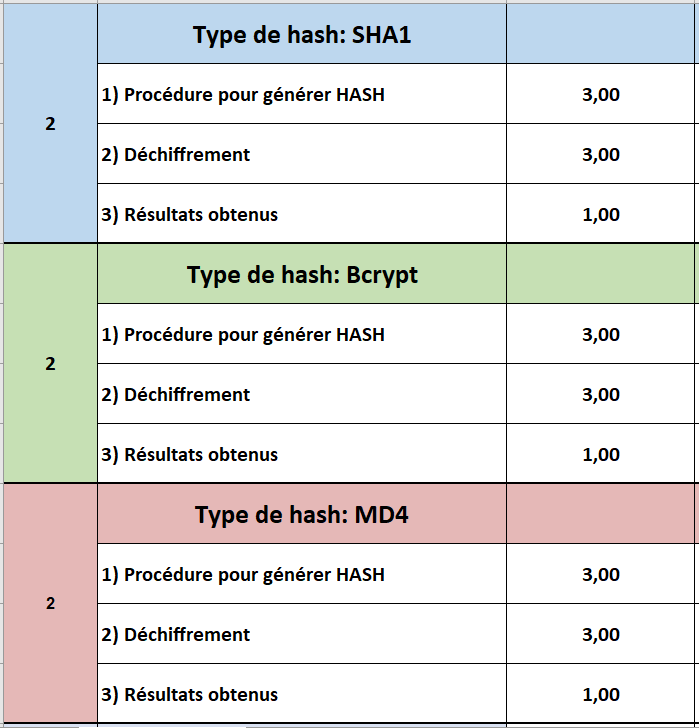 Type de hash: SHA1
2
1) Procédure pour générer HASH 3,00
2) Déchiffrement 3,00
3) Résultats obtenus 1,00
Type de hash: Bcrypt
2
1) Procédure pour générer HASH 3,00
2) Déchiffrement 3,00
3) Résultats obtenus 1,00
Type de hash: MD4
2
1) Procédure pour générer HASH 3,00
2) Déchiffrement 3,00
3) Résultats obtenus 1,00